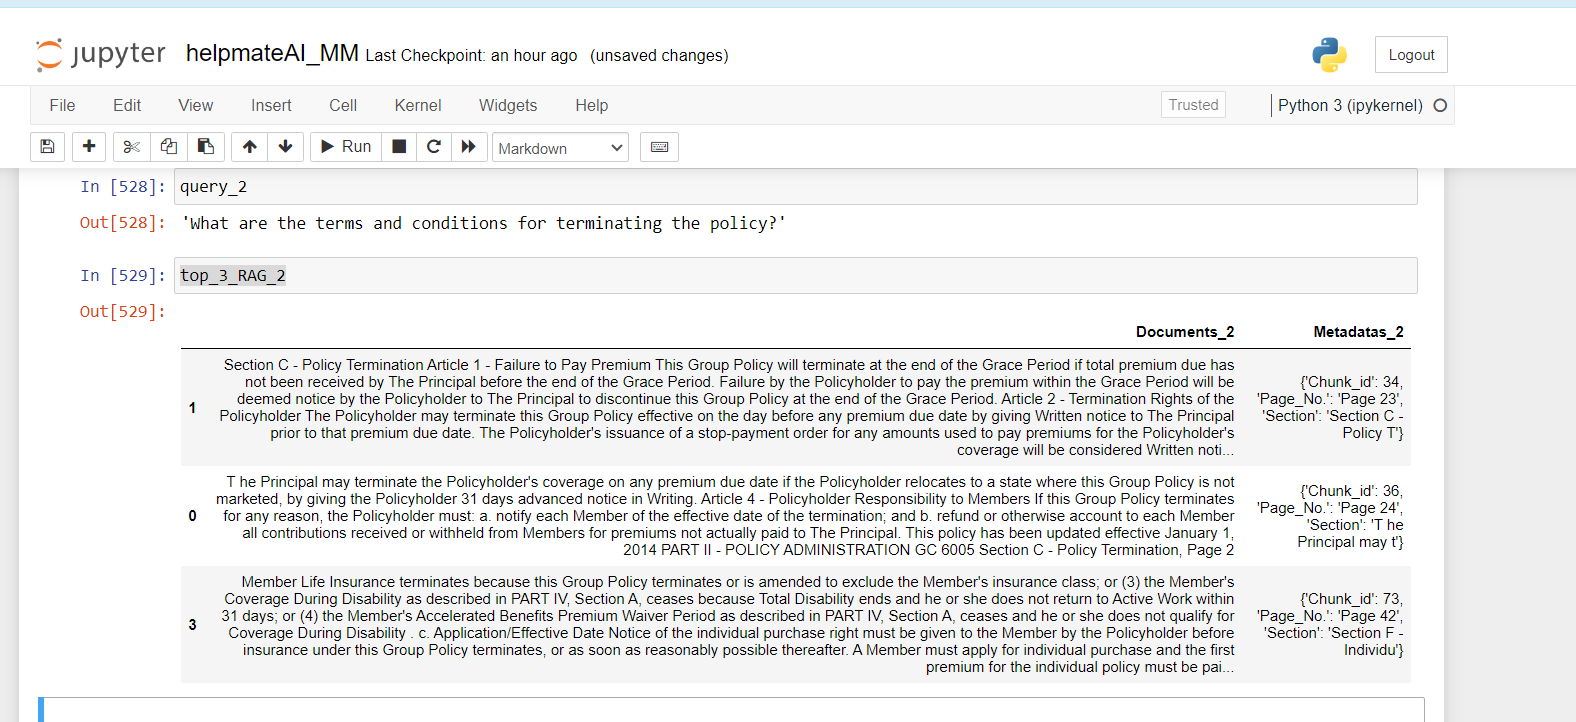 jupyter helpmateAI_MM Last Checkpoint: an hour ago (unsaved changes)
Logout
File Edit View Insert Cell Kernel Widgets Help
Trusted
Python 3 (ipykernel)
Run
Markdown
In [528]: query_2
Out[528]: 'What are the terms and conditions for terminating the policy?'
In [529]: top_3_RAG_2
Out[529]:
Documents_2 Metadatas_2
1
Section C - Policy Termination Article 1 - Failure to Pay Premium This Group Policy will terminate at the end of the Grace Period if total premium due has
not been received by The Principal before the end of the Grace Period. Failure by the Policyholder to pay the premium within the Grace Period will be
deemed notice by the Policyholder to The Principal to discontinue this Group Policy at the end of the Grace Period. Article 2 - Termination Rights of the
Policyholder The Policyholder may terminate this Group Policy effective on the day before any premium due date by giving Written notice to The Principal
prior to that premium due date. The Policyholder's issuance of a stop-payment order for any amounts used to pay premiums for the Policyholder's
coverage will be considered Written noti...
{'Chunk_id': 34,
'Page_No.': 'Page 23',
'Section': 'Section C -
Policy T'}
0
T he Principal may terminate the Policyholder's coverage on any premium due date if the Policyholder relocates to a state where this Group Policy is not
marketed, by giving the Policyholder 31 days advanced notice in Writing. Article 4 - Policyholder Responsibility to Members If this Group Policy terminates
for any reason, the Policyholder must: a. notify each Member of the effective date of the termination; and b. refund or otherwise account to each Member
all contributions received or withheld from Members for premiums not actually paid to The Principal. This policy has been updated effective January 1,
2014 PART II - POLICY ADMINISTRATION GC 6005 Section C - Policy Termination, Page 2
{'Chunk_id': 36,
'Page_No.': 'Page 24',
'Section': 'T he
Principal may t'}
3
Member Life Insurance terminates because this Group Policy terminates or is amended to exclude the Member's insurance class; or (3) the Member's
Coverage During Disability as described in PART IV, Section A, ceases because Total Disability ends and he or she does not return to Active Work within
31 days; or (4) the Member's Accelerated Benefits Premium Waiver Period as described in PART IV, Section A, ceases and he or she does not qualify for
Coverage During Disability . c. Application/Effective Date Notice of the individual purchase right must be given to the Member by the Policyholder before
insurance under this Group Policy terminates, or as soon as reasonably possible thereafter. A Member must apply for individual purchase and the first
premium for the individual policy must be pai...
{'Chunk_id': 73,
'Page_No.': 'Page 42',
'Section': 'Section F -
Individu'}